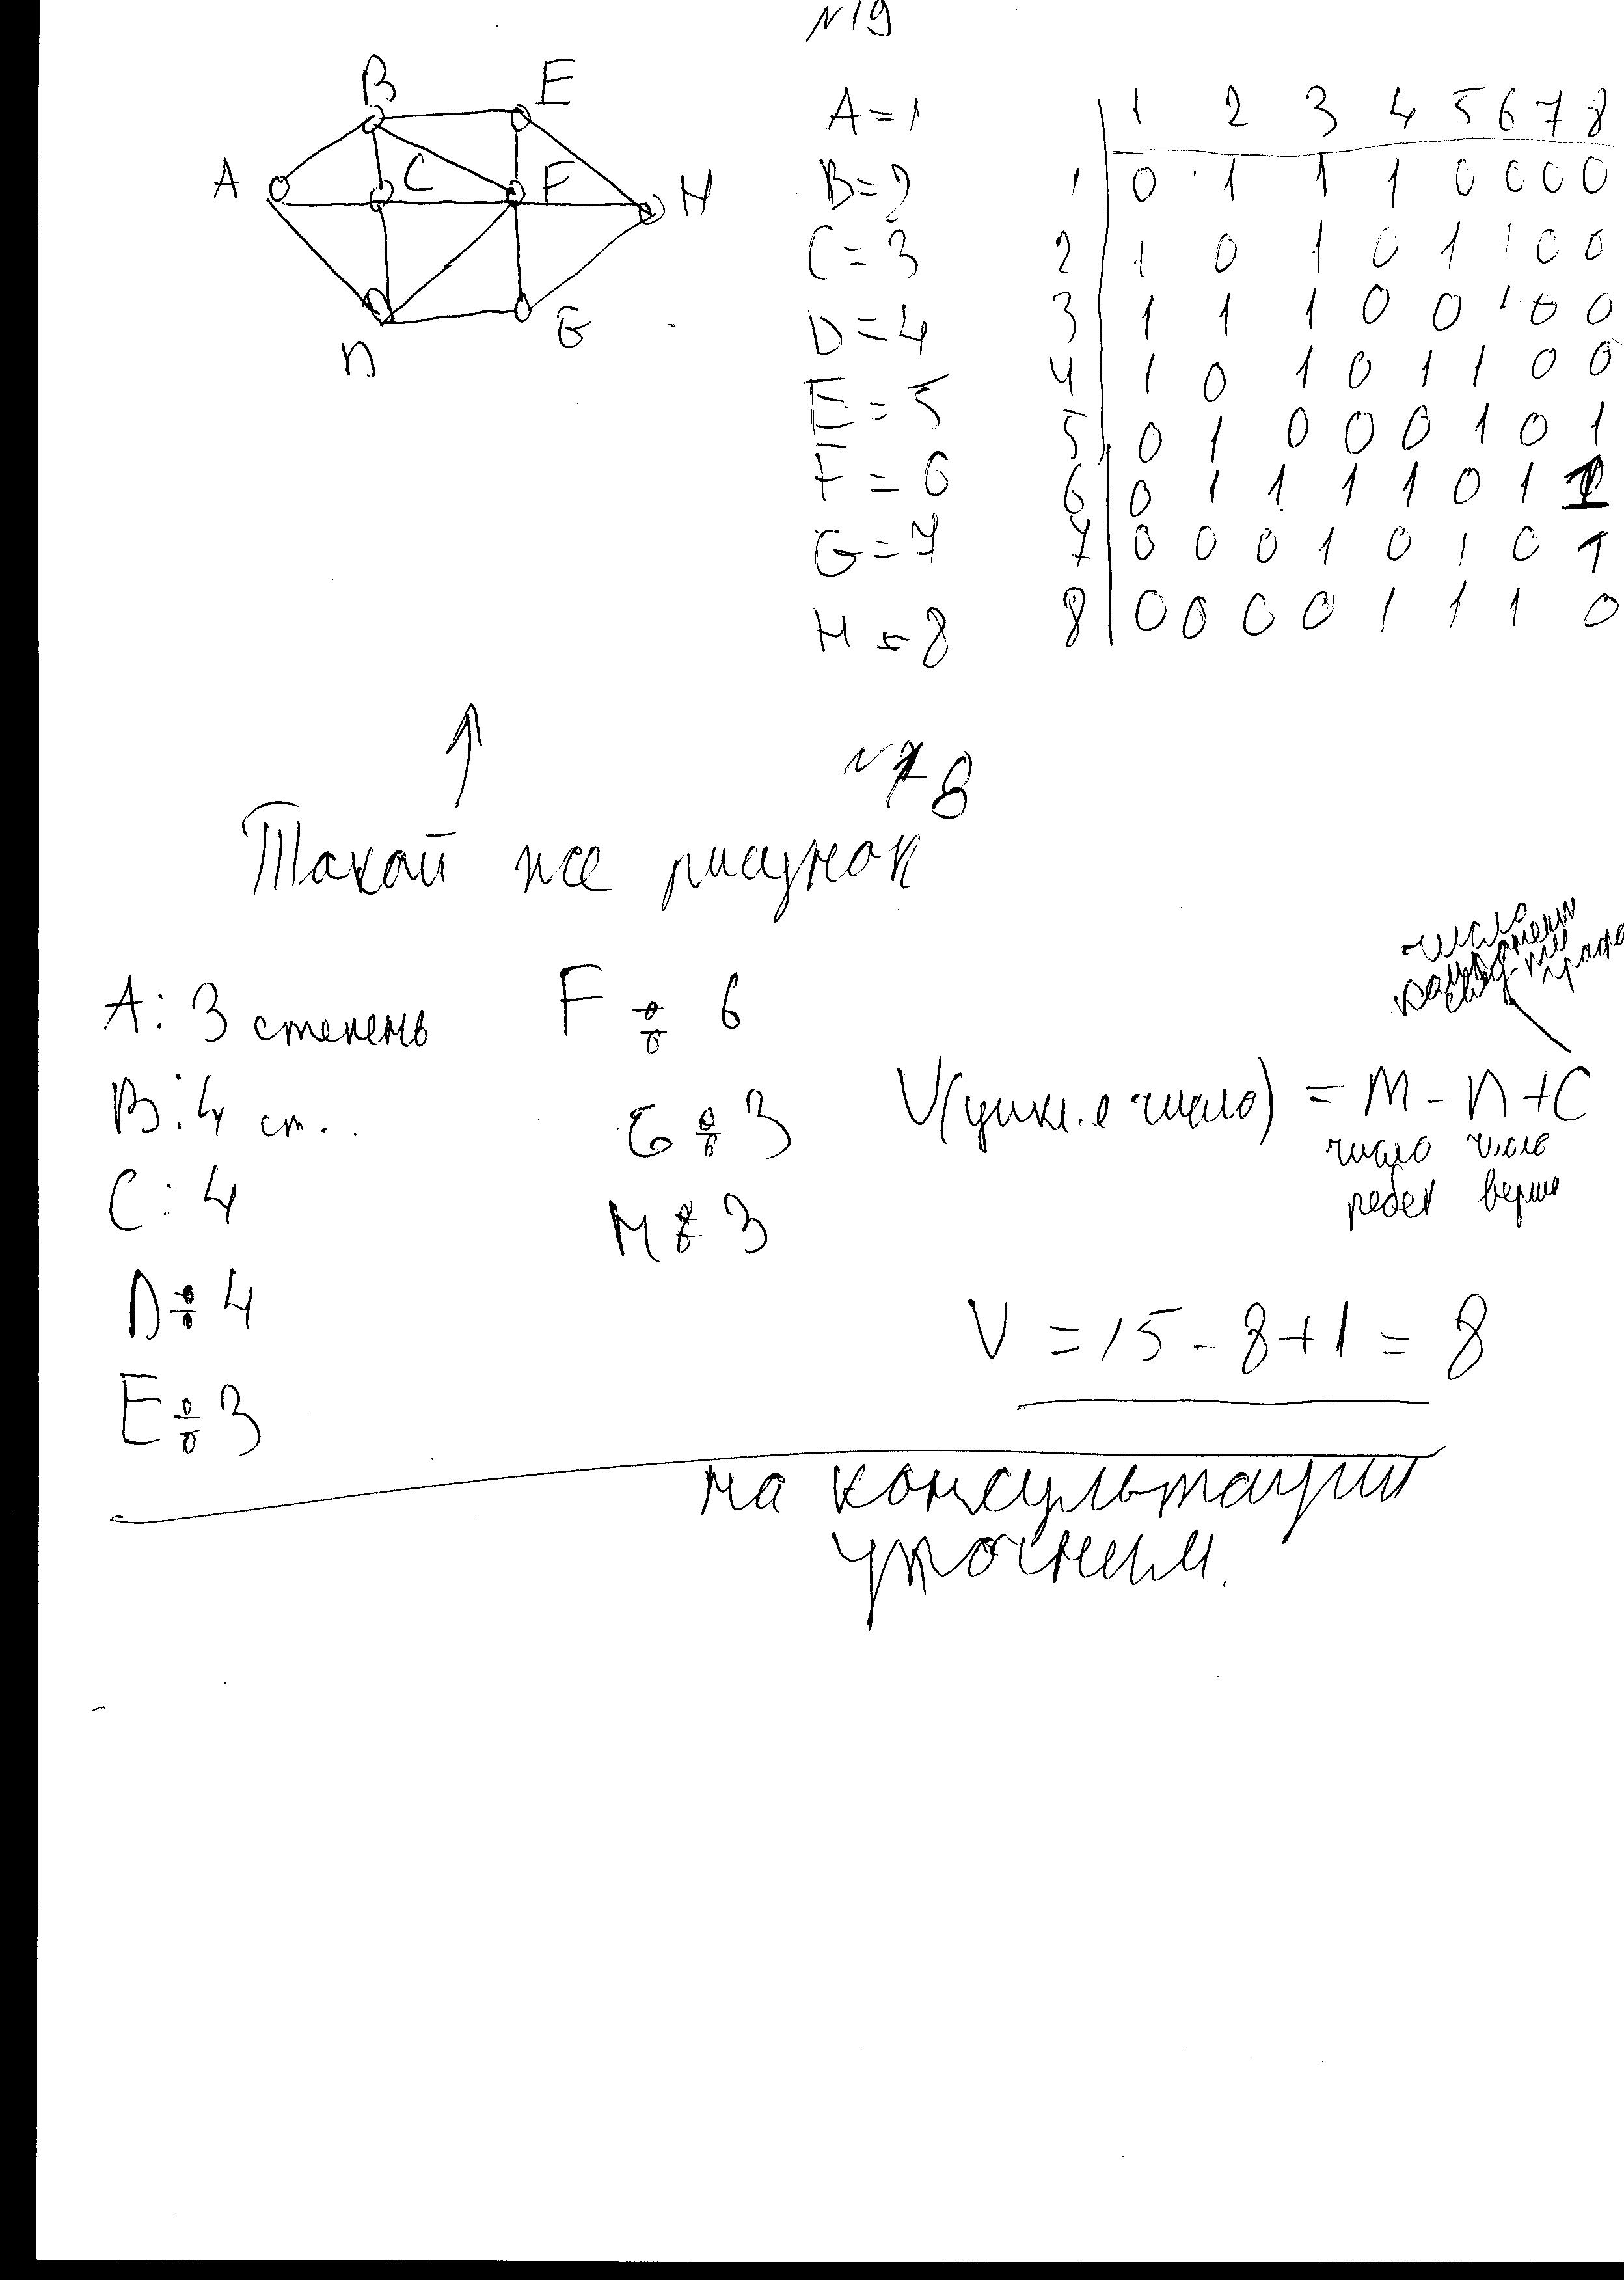 N19
B E
A C F H
D G
A = 1
B = 2
C = 3
D = 4
E = 5
F = 6
G = 7
H = 8
1 2 3 4 5 6 7 8
1 0 1 1 1 0 0 0 0
2 1 0 1 0 1 1 0 0
3 1 1 1 0 0 1 0 0
4 1 0 1 0 1 1 0 0
5 0 1 0 0 0 1 0 1
6 0 1 1 1 1 0 1 1
7 0 0 0 1 0 1 0 1
8 0 0 0 0 1 1 1 0
N 8
Такой же рисунок
A: 3 степень
B: 4 ст.
C: 4
D: 4
E: 3
F: 6
G: 3
H: 3
число
компонент
графа
V(цикл.е число) = M - n + C
число число
ребер верш
V = 15 - 8 + 1 = 8
на консультации
уточним.